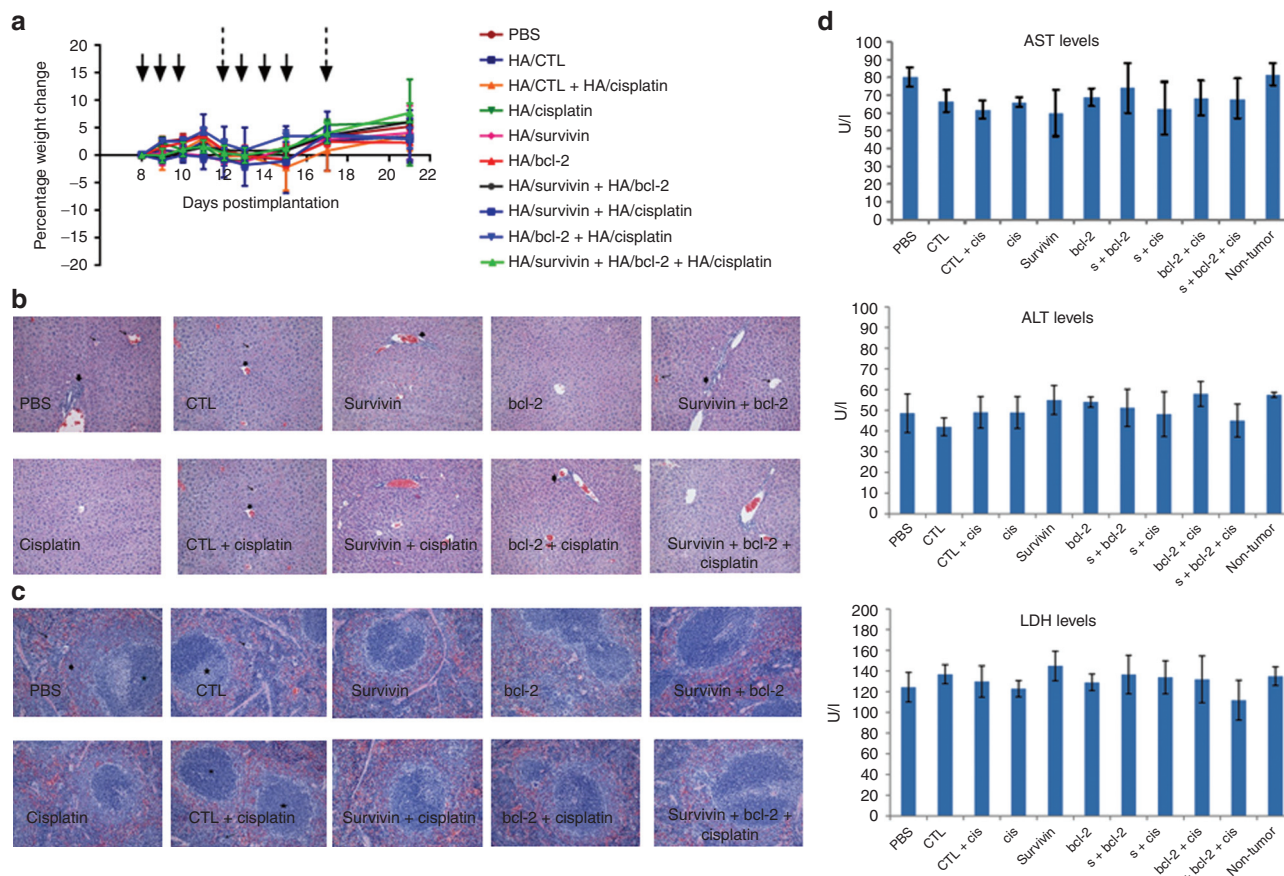 a
20
15
10
5
0
−5
−10
−15
−20
Percentage weight change
8 10 12 14 16 18 20 22
Days postimplantation
PBS
HA/CTL
HA/CTL + HA/cisplatin
HA/cisplatin
HA/survivin
HA/bcl-2
HA/survivin + HA/bcl-2
HA/survivin + HA/cisplatin
HA/bcl-2 + HA/cisplatin
HA/survivin + HA/bcl-2 + HA/cisplatin
b
PBS
CTL
Survivin
bcl-2
Survivin + bcl-2
Cisplatin
CTL + cisplatin
Survivin + cisplatin
bcl-2 + cisplatin
Survivin + bcl-2 +
cisplatin
c
PBS
CTL
Survivin
bcl-2
Survivin + bcl-2
Cisplatin
CTL + cisplatin
Survivin + cisplatin
bcl-2 + cisplatin
Survivin + bcl-2 +
cisplatin
d
AST levels
100
90
80
70
60
50
40
30
20
10
0
U/l
PBS
CTL
CTL + cis
cis
Survivin
bcl-2
s + bcl-2
s + cis
bcl-2 + cis
s + bcl-2 + cis
Non-tumor
ALT levels
100
90
80
70
60
50
40
30
20
10
0
U/l
PBS
CTL
CTL + cis
cis
Survivin
bcl-2
s + bcl-2
s + cis
bcl-2 + cis
s + bcl-2 + cis
Non-tumor
LDH levels
200
180
160
140
120
100
80
60
40
20
0
U/l
PBS
CTL
CTL + cis
cis
Survivin
bcl-2
s + bcl-2
s + cis
bcl-2 + cis
s + bcl-2 + cis
Non-tumor